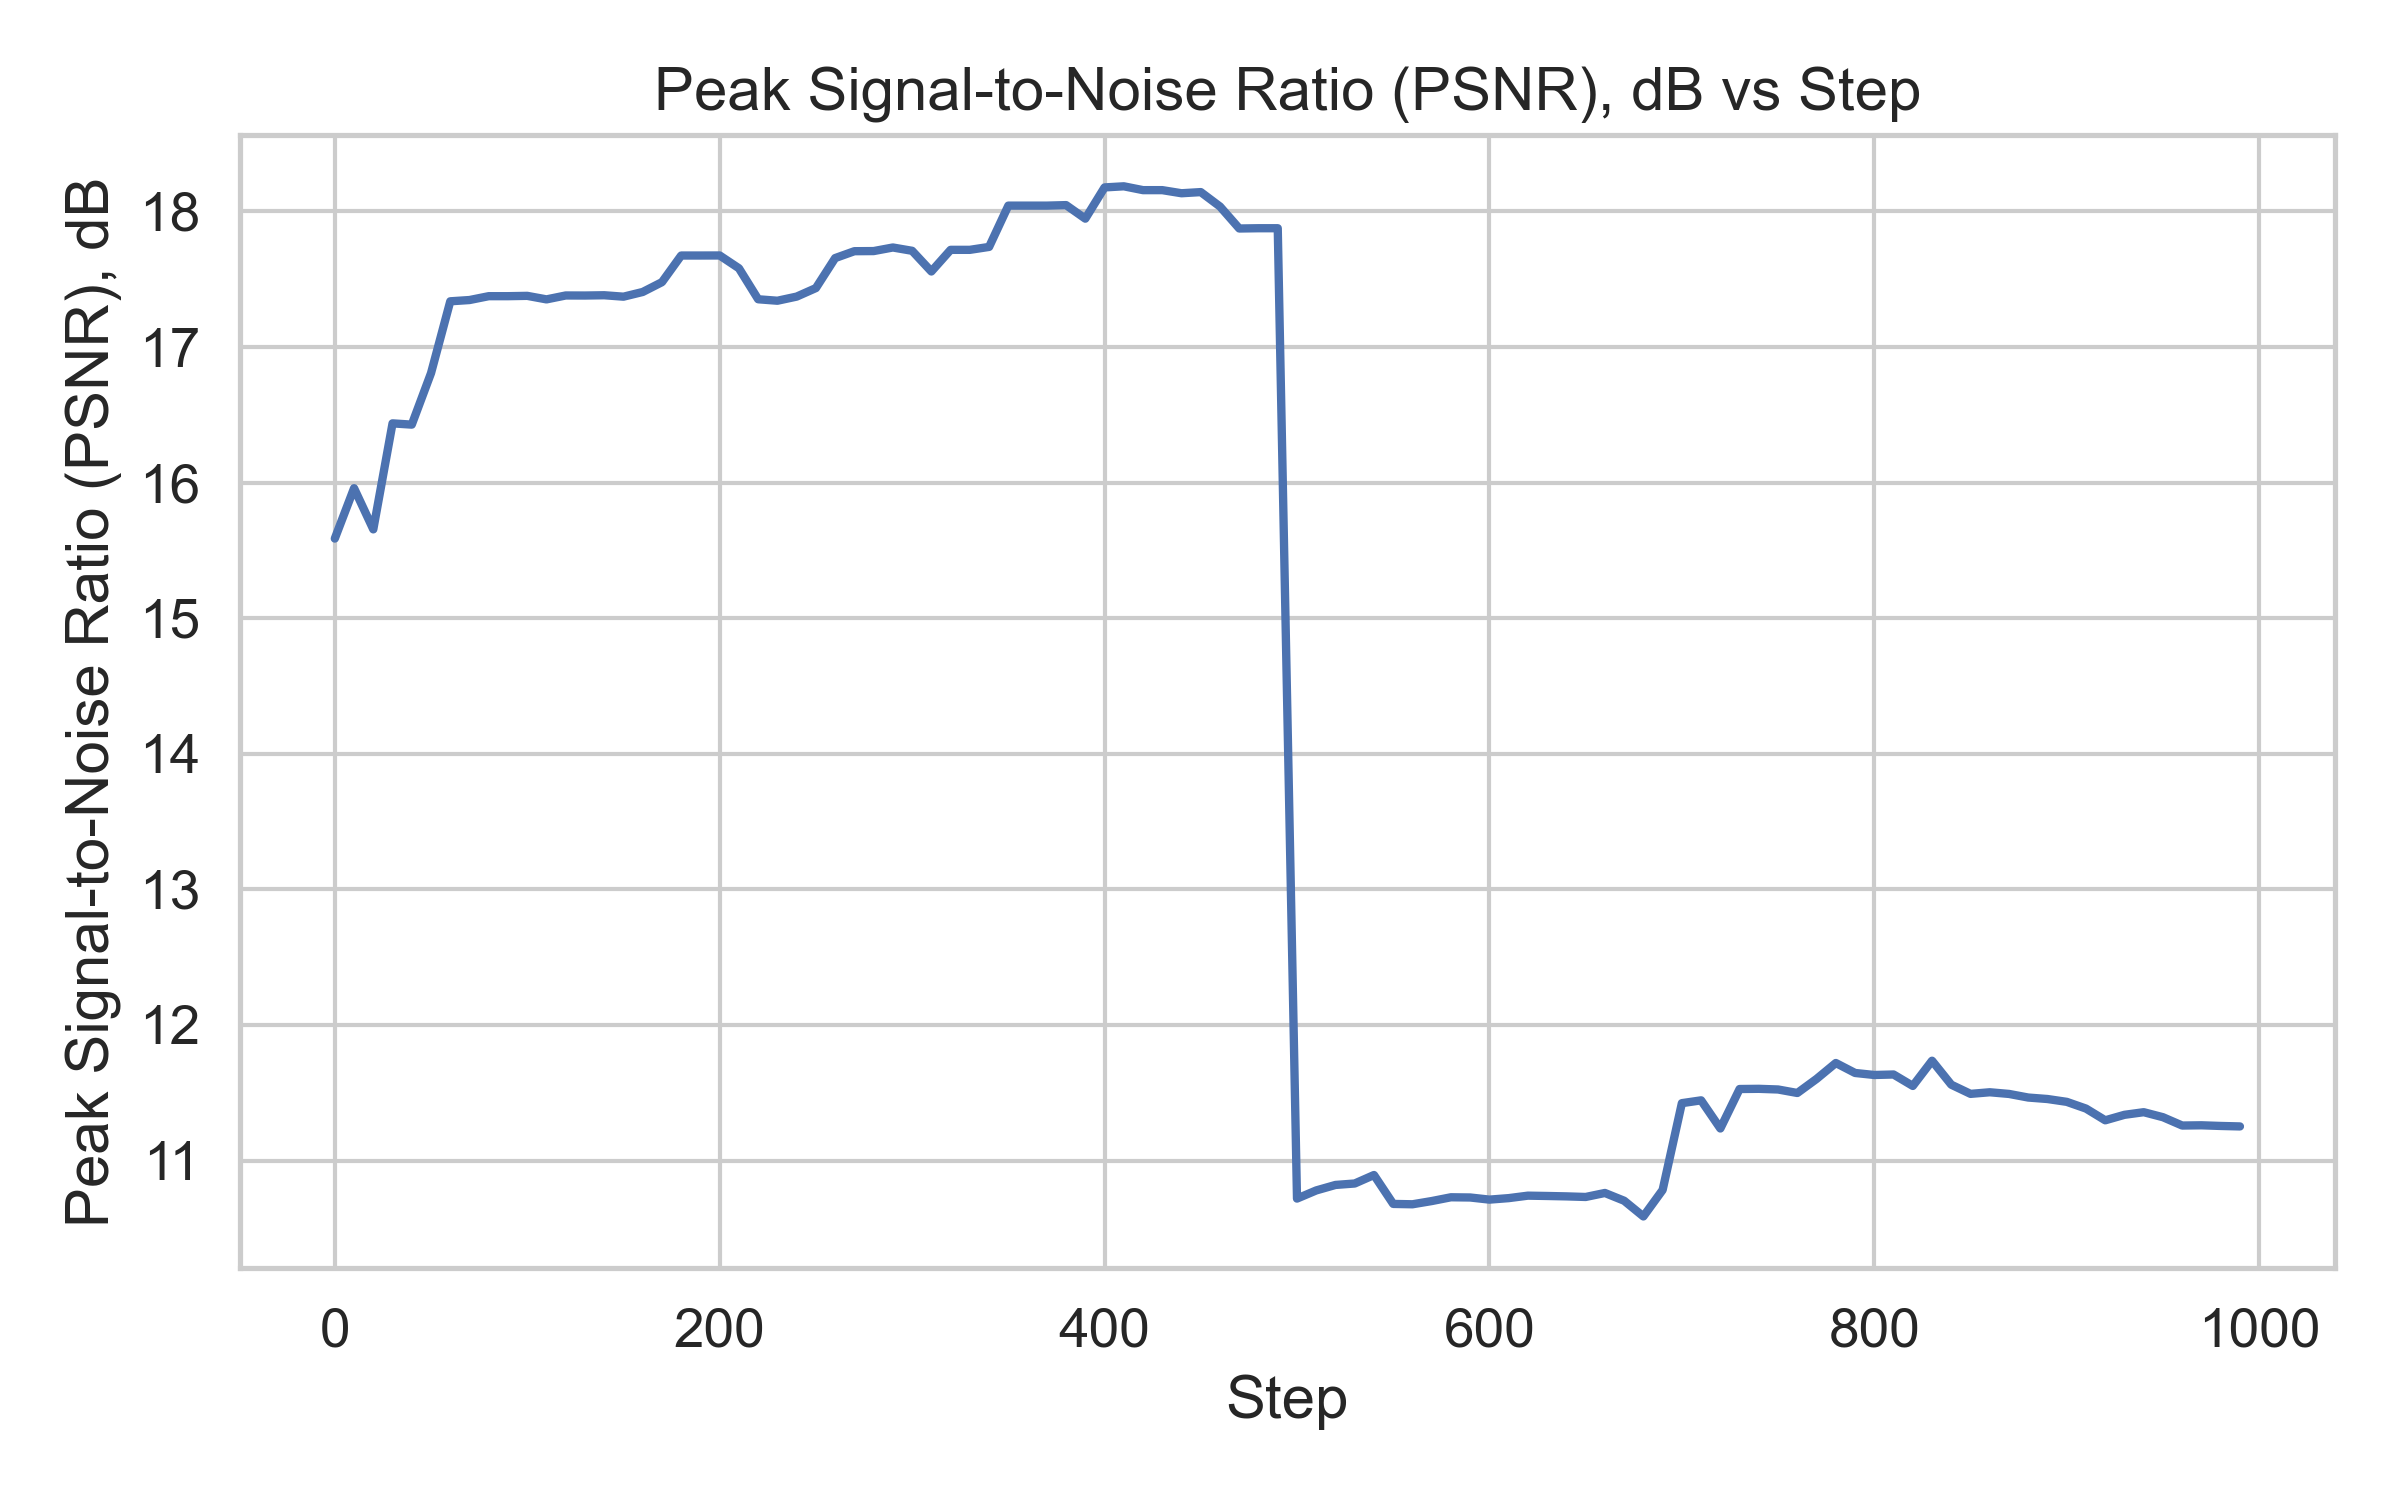 Peak Signal-to-Noise Ratio (PSNR), dB vs Step
Peak Signal-to-Noise Ratio (PSNR), dB
18
17
16
15
14
13
12
11
0 200 400 600 800 1000
Step